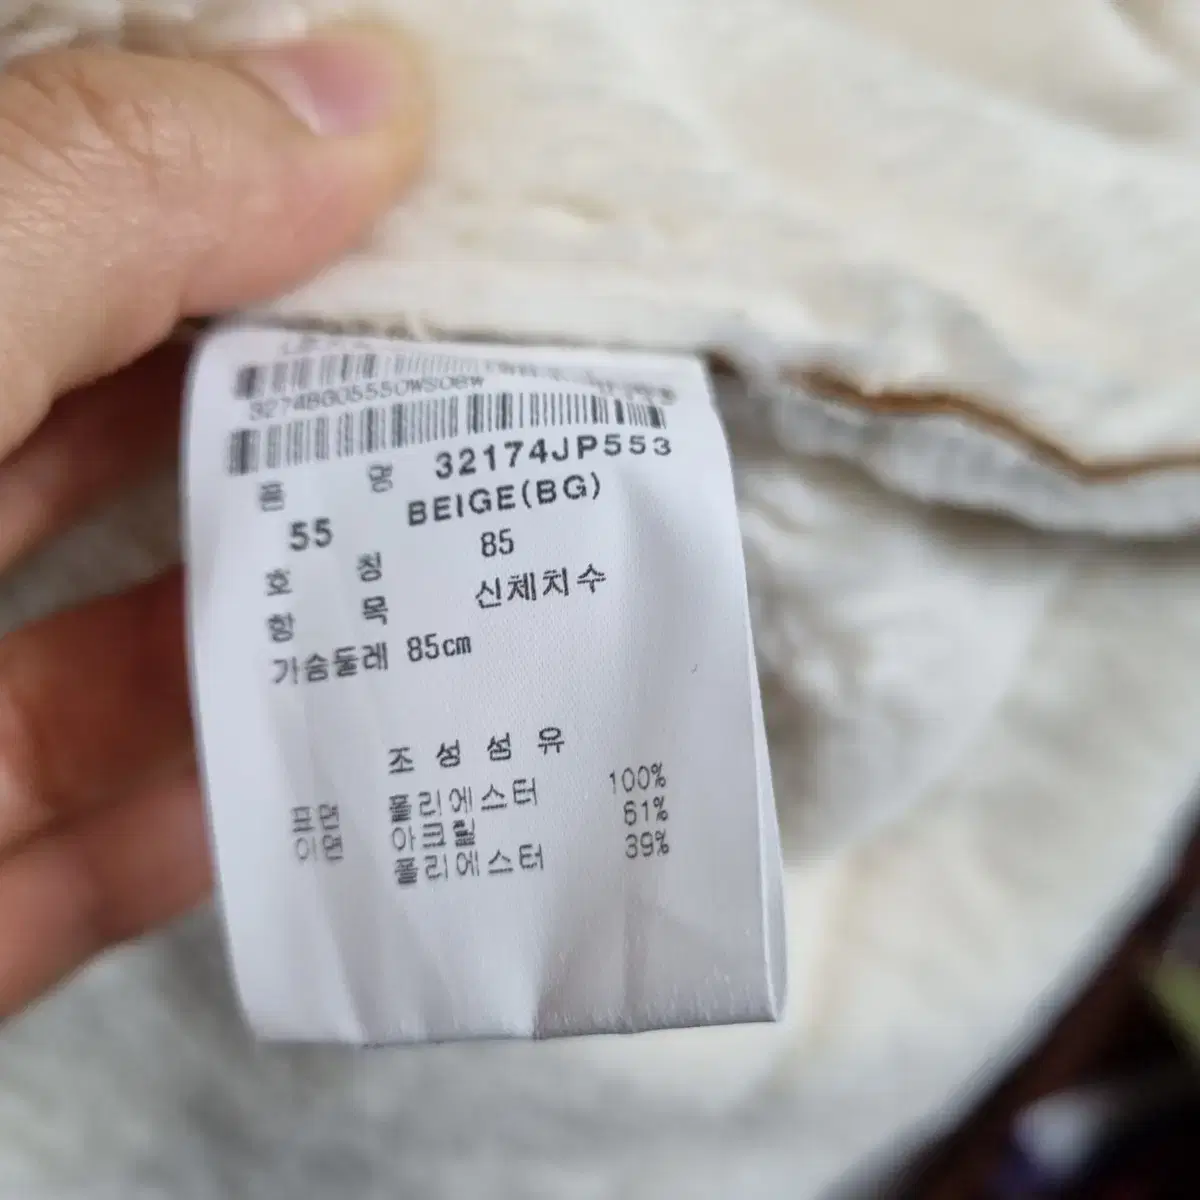 3274BG0555OWSOBW
품 명 32174JP553
55 BEIGE(BG)
호 칭 85
항 목 신체치수
가슴둘레 85cm
조 성 섬 유
표면 폴리에스터 100%
이면 아크릴 61%
폴리에스터 39%